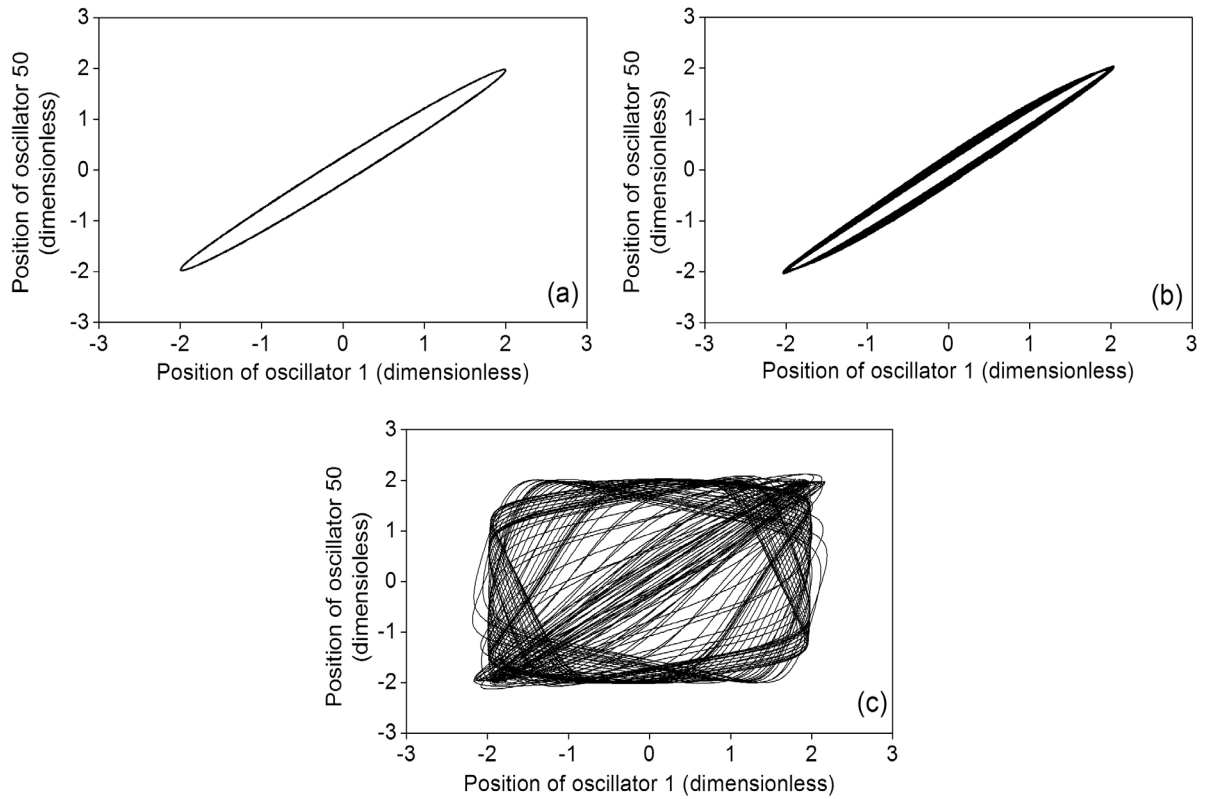 3
2
1
0
-1
-2
-3
-3 -2 -1 0 1 2 3
Position of oscillator 50
(dimensionless)
Position of oscillator 1 (dimensionless)
(a)
3
2
1
0
-1
-2
-3
-3 -2 -1 0 1 2 3
Position of oscillator 50
(dimensionless)
Position of oscillator 1 (dimensionless)
(b)
3
2
1
0
-1
-2
-3
-3 -2 -1 0 1 2 3
Position of oscillator 50
(dimensioless)
Position of oscillator 1 (dimensionless)
(c)